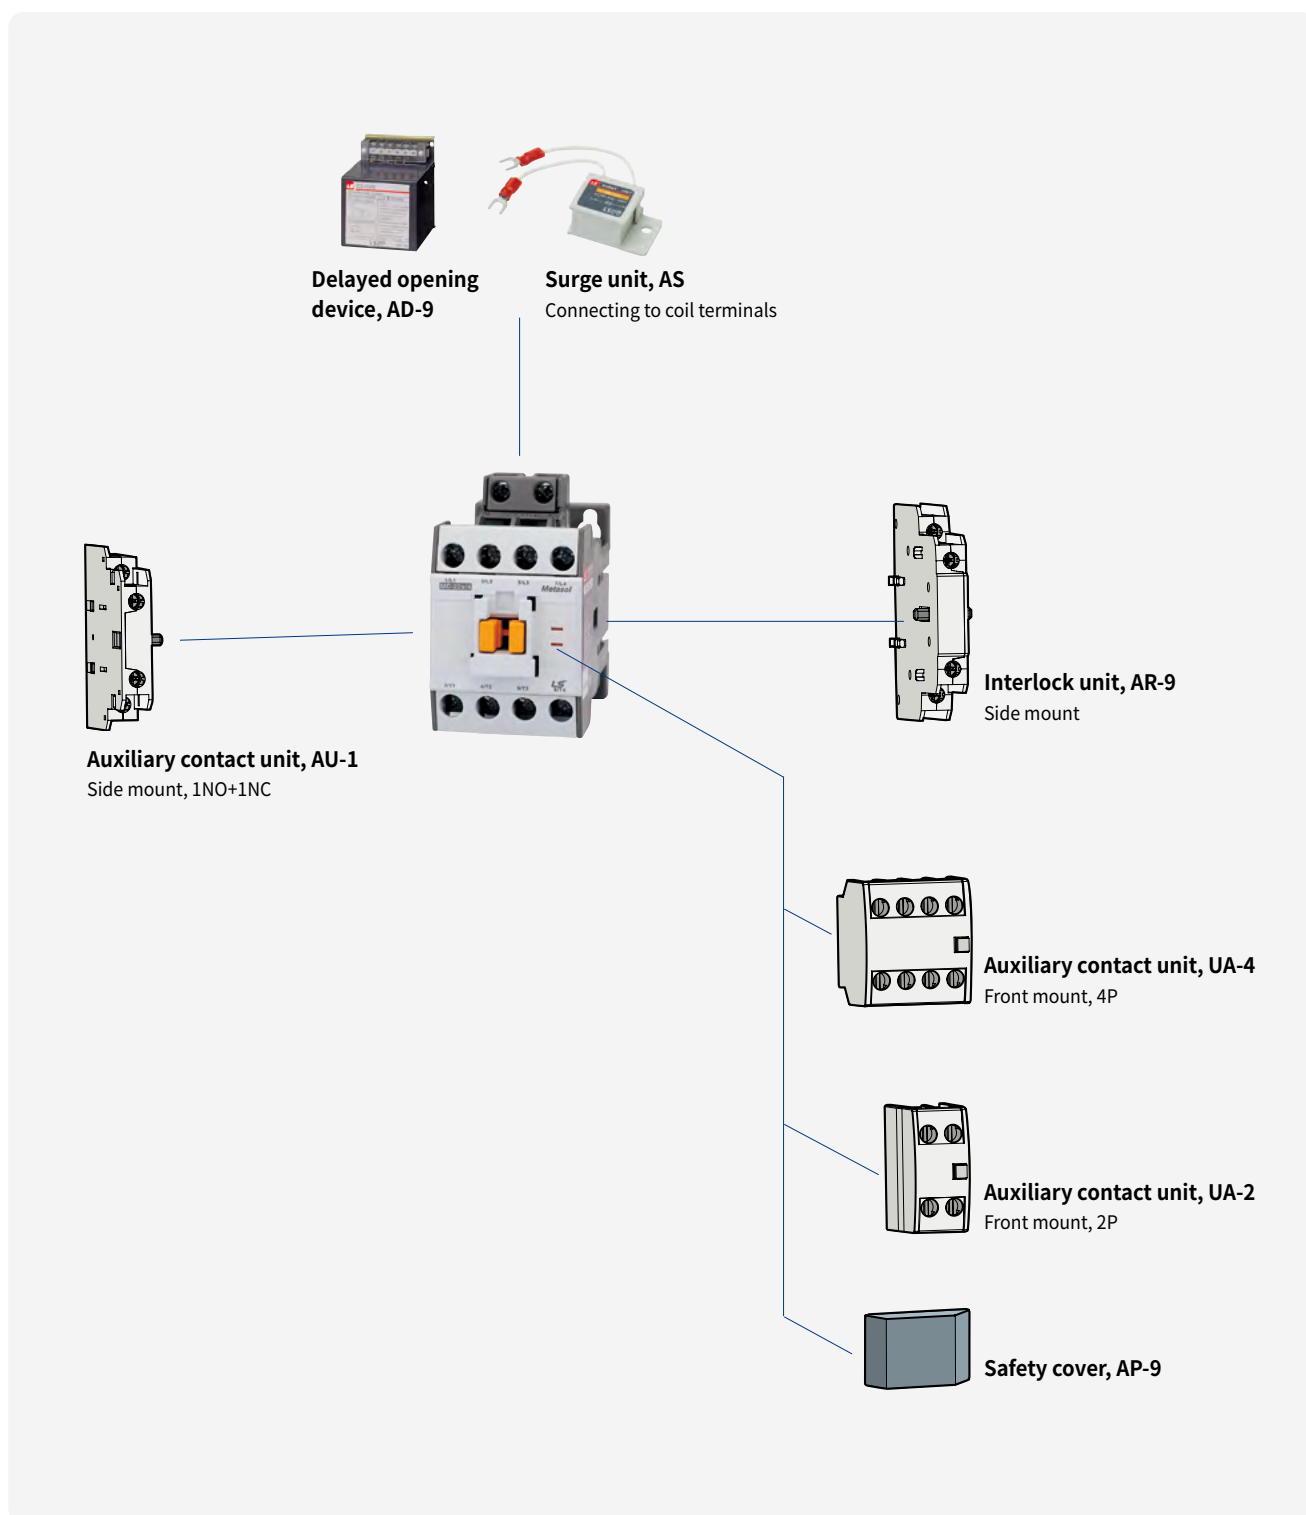 Delayed opening
device, AD-9
Surge unit, AS
Connecting to coil terminals
Metasol
LS
Interlock unit, AR-9
Side mount
Auxiliary contact unit, AU-1
Side mount, 1NO+1NC
Auxiliary contact unit, UA-4
Front mount, 4P
Auxiliary contact unit, UA-2
Front mount, 2P
Safety cover, AP-9